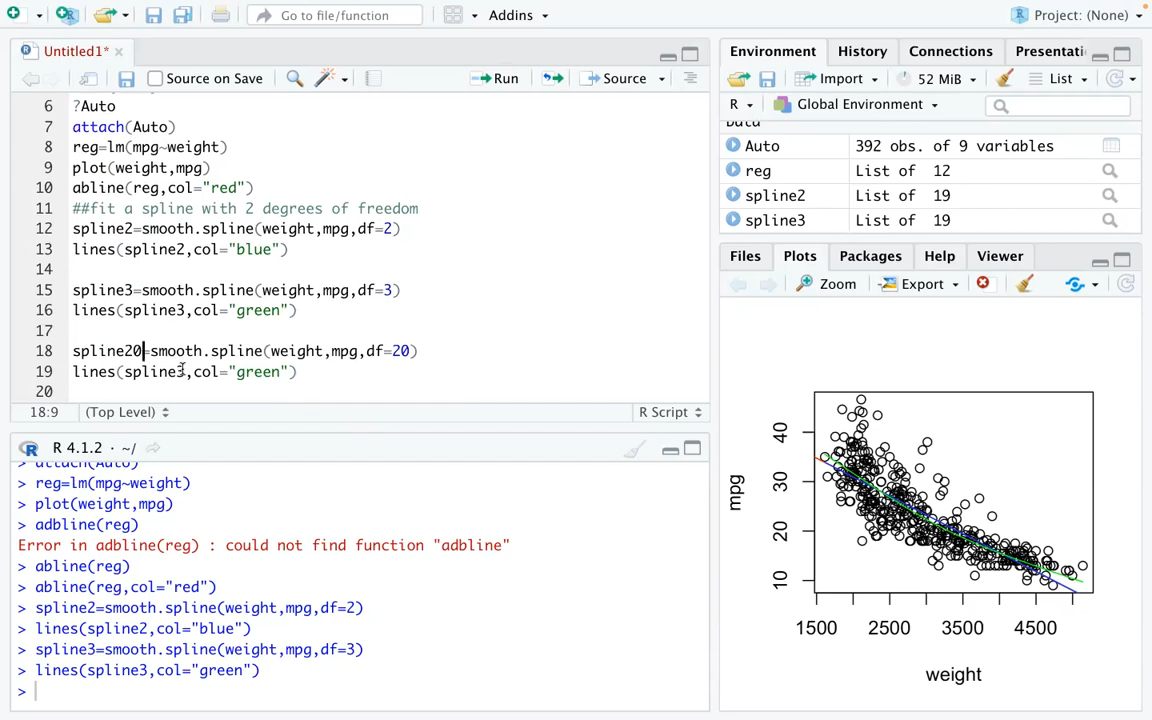 Go to file/function
Addins
Project: (None)
Untitled1*
Source on Save
Run
Source
6 ?Auto
7 attach(Auto)
8 reg=lm(mpg~weight)
9 plot(weight,mpg)
10 abline(reg,col="red")
11 ##fit a spline with 2 degrees of freedom
12 spline2=smooth.spline(weight,mpg,df=2)
13 lines(spline2,col="blue")
14
15 spline3=smooth.spline(weight,mpg,df=3)
16 lines(spline3,col="green")
17
18 spline20=smooth.spline(weight,mpg,df=20)
19 lines(spline3,col="green")
20
18:9 (Top Level) R Script
R 4.1.2 · ~/
> attach(Auto)
> reg=lm(mpg~weight)
> plot(weight,mpg)
> adbline(reg)
Error in adbline(reg) : could not find function "adbline"
> abline(reg)
> abline(reg,col="red")
> spline2=smooth.spline(weight,mpg,df=2)
> lines(spline2,col="blue")
> spline3=smooth.spline(weight,mpg,df=3)
> lines(spline3,col="green")
>
Environment History Connections Presentati
Import 52 MiB List
R Global Environment
Data
Auto 392 obs. of 9 variables
reg List of 12
spline2 List of 19
spline3 List of 19
Files Plots Packages Help Viewer
Zoom Export
mpg
40
30
20
10
1500 2500 3500 4500
weight